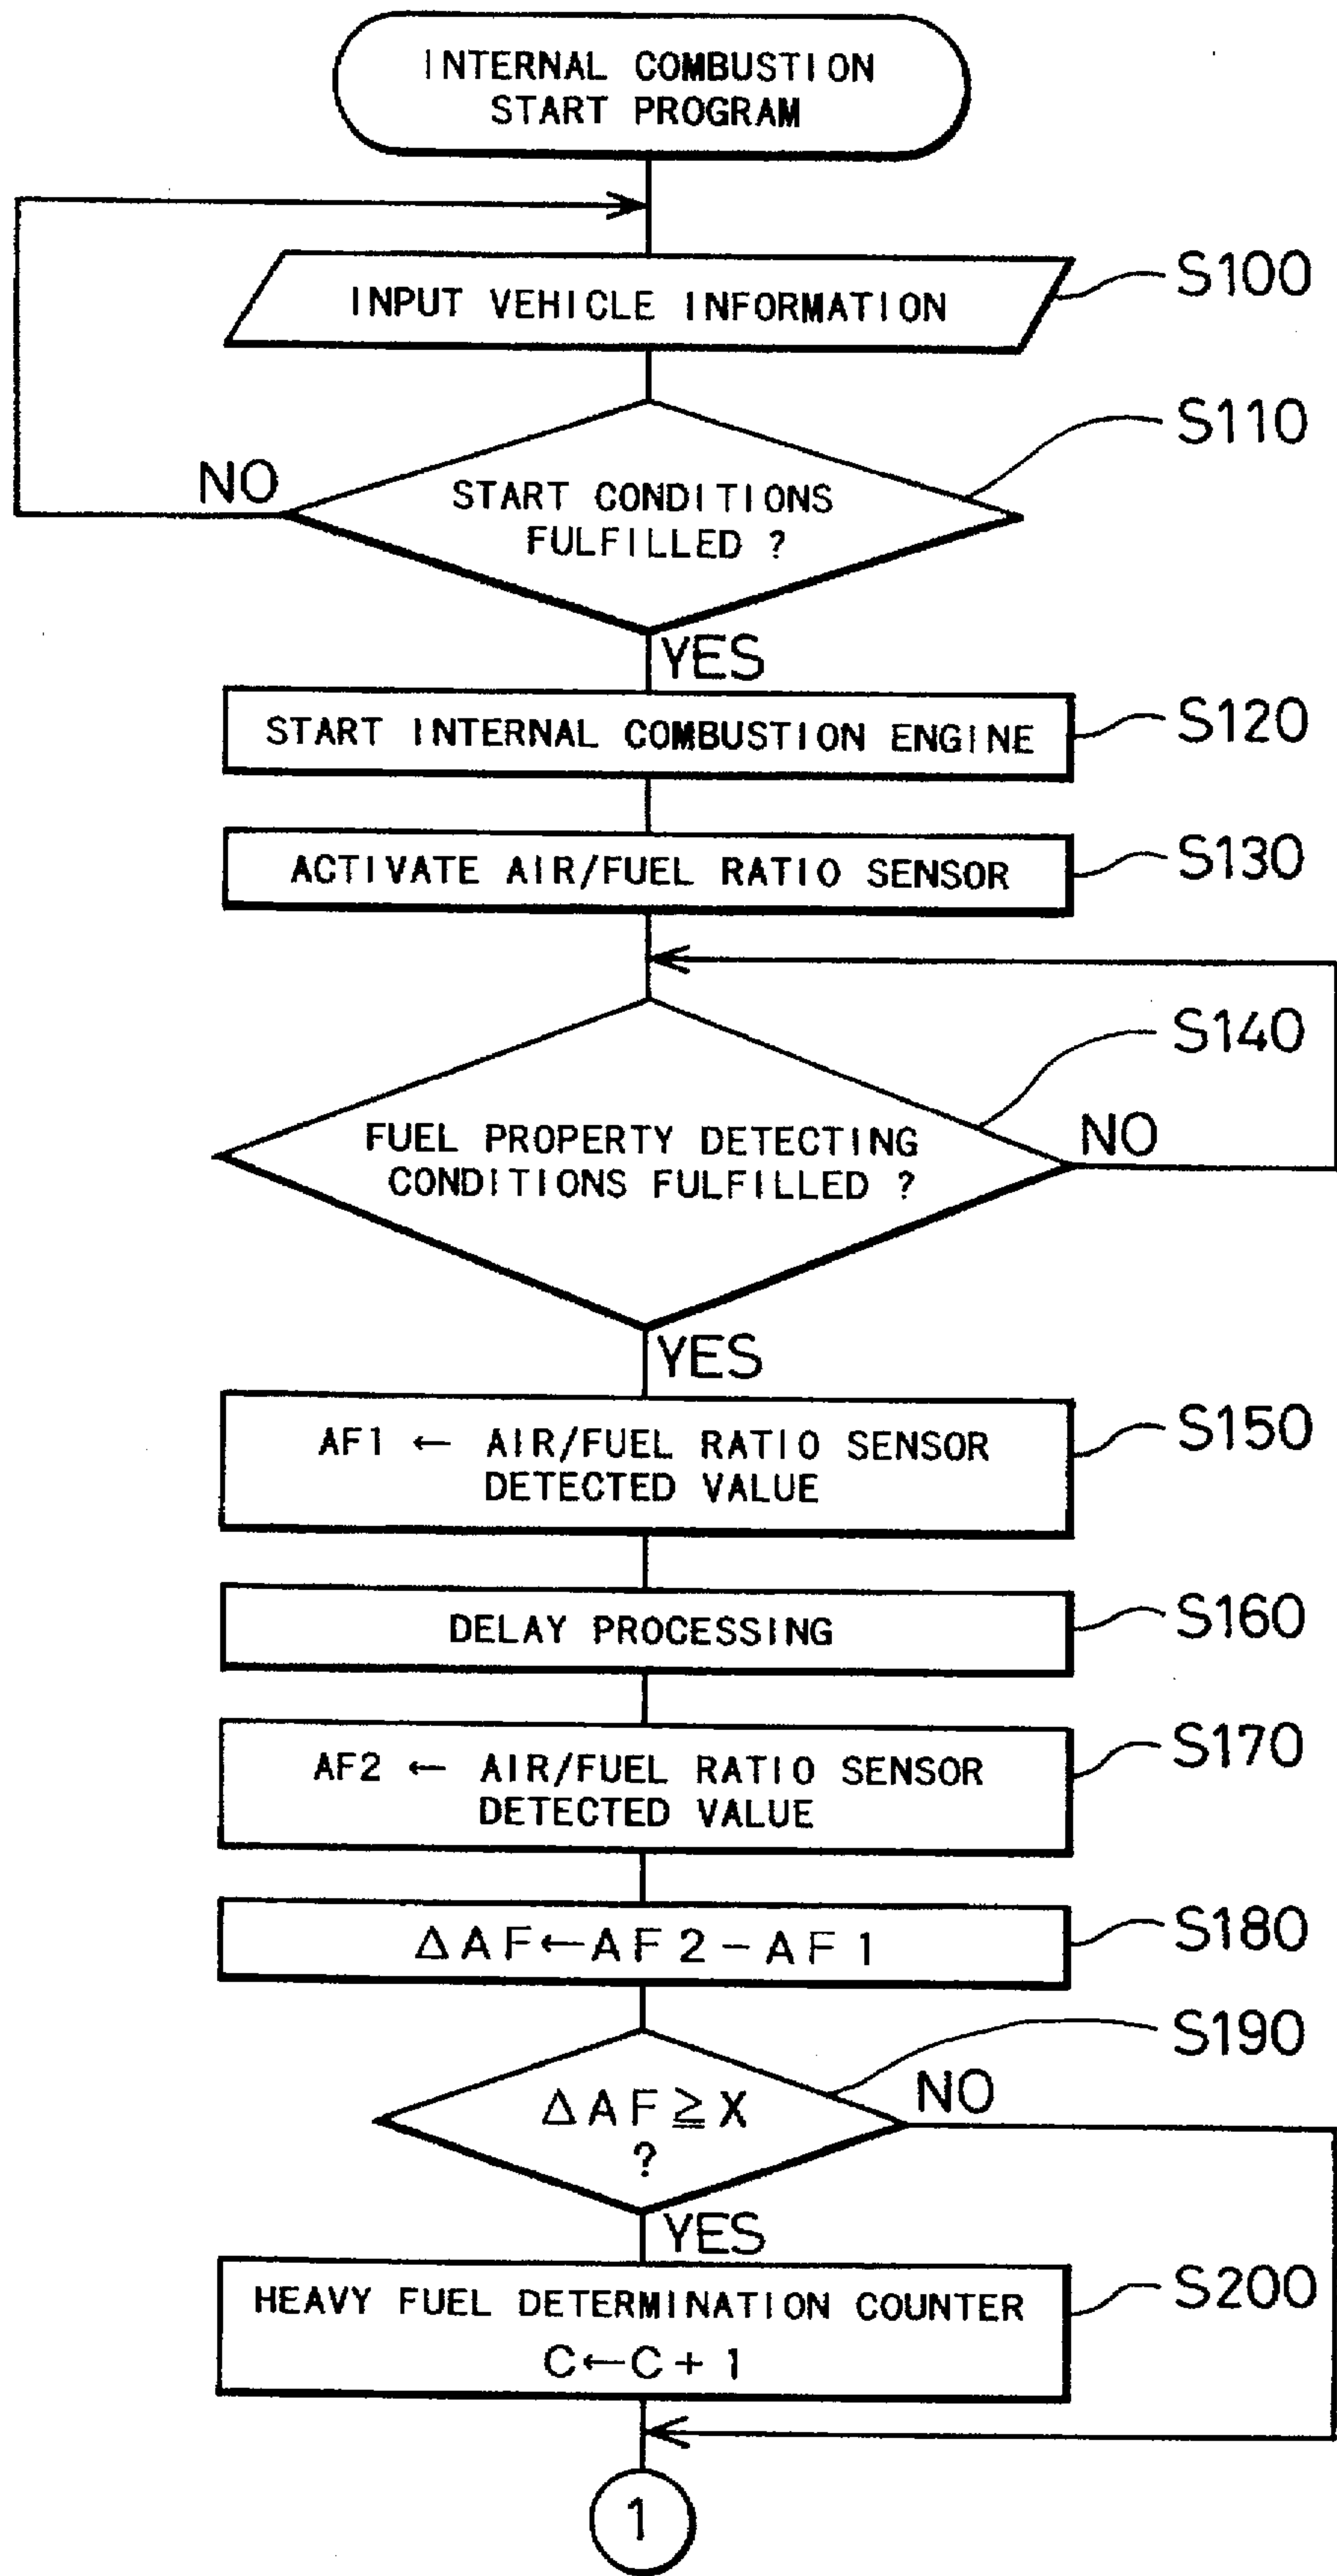 INTERNAL COMBUSTION
START PROGRAM
INPUT VEHICLE INFORMATION
S100
S110
NO
START CONDITIONS
FULFILLED ?
YES
START INTERNAL COMBUSTION ENGINE
S120
ACTIVATE AIR/FUEL RATIO SENSOR
S130
S140
FUEL PROPERTY DETECTING
CONDITIONS FULFILLED ?
NO
YES
AF1 ← AIR/FUEL RATIO SENSOR
DETECTED VALUE
S150
DELAY PROCESSING
S160
AF2 ← AIR/FUEL RATIO SENSOR
DETECTED VALUE
S170
ΔAF←AF2-AF1
S180
S190
ΔAF≧X
?
NO
YES
HEAVY FUEL DETERMINATION COUNTER
C←C+1
S200
1